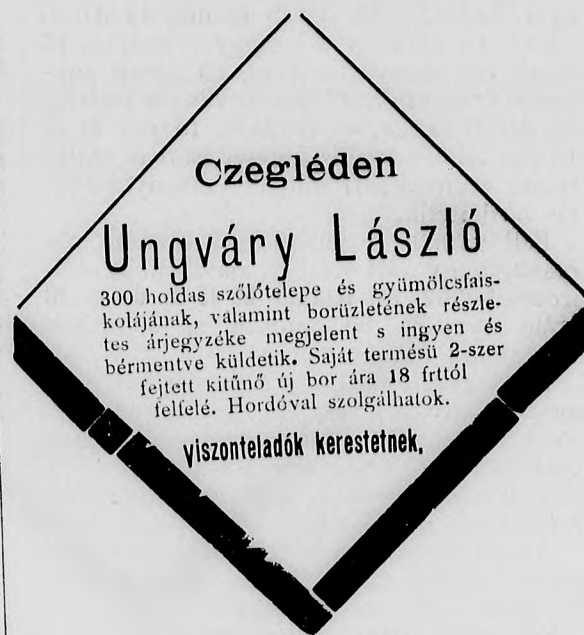 Czegléden
Ungváry László
300 holdas szőlőtelepe és gyümölcsfais-
kolájának, valamint borüzletének részle-
tes árjegyzéke megjelent s ingyen és
bérmentve küldetik. Saját termésü 2-szer
fejtett kitűnő új bor ára 18 frttól
felfelé. Hordóval szolgálhatok.
Viszonteladók kerestetnek.